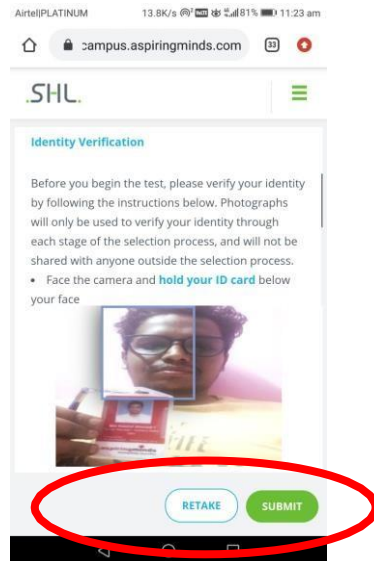 Airtel|PLATINUM 13.8K/s 81% 11:23 am
campus.aspiringminds.com 33
.SHL.
Identity Verification
Before you begin the test, please verify your identity
by following the instructions below. Photographs
will only be used to verify your identity through
each stage of the selection process, and will not be
shared with anyone outside the selection process.
• Face the camera and hold your ID card below
your face
RETAKE SUBMIT